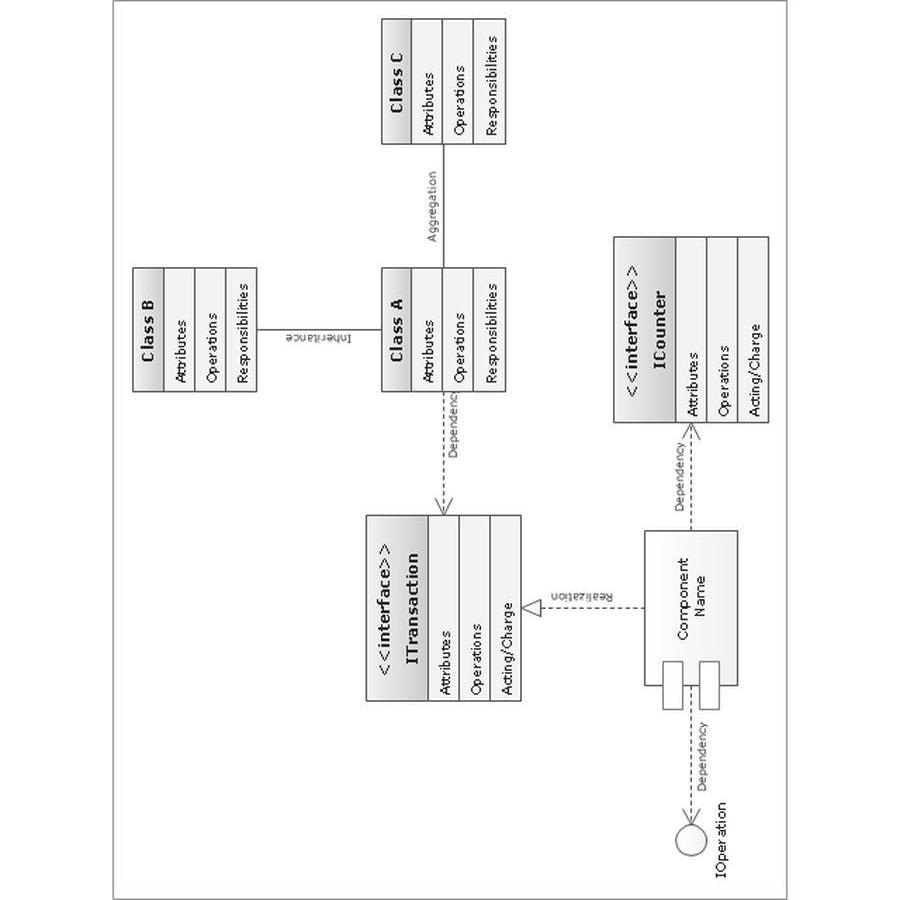 Class B
Attributes
Operations
Responsibilities
Inheritance
Class A
Attributes
Operations
Responsibilities
Aggregation
Class C
Attributes
Operations
Responsibilities
Dependency
<<interface>>
ITransaction
Attributes
Operations
Acting/Charge
Realization
<<interface>>
ICounter
Attributes
Operations
Acting/Charge
Dependency
Component
Name
Dependency
IOperation